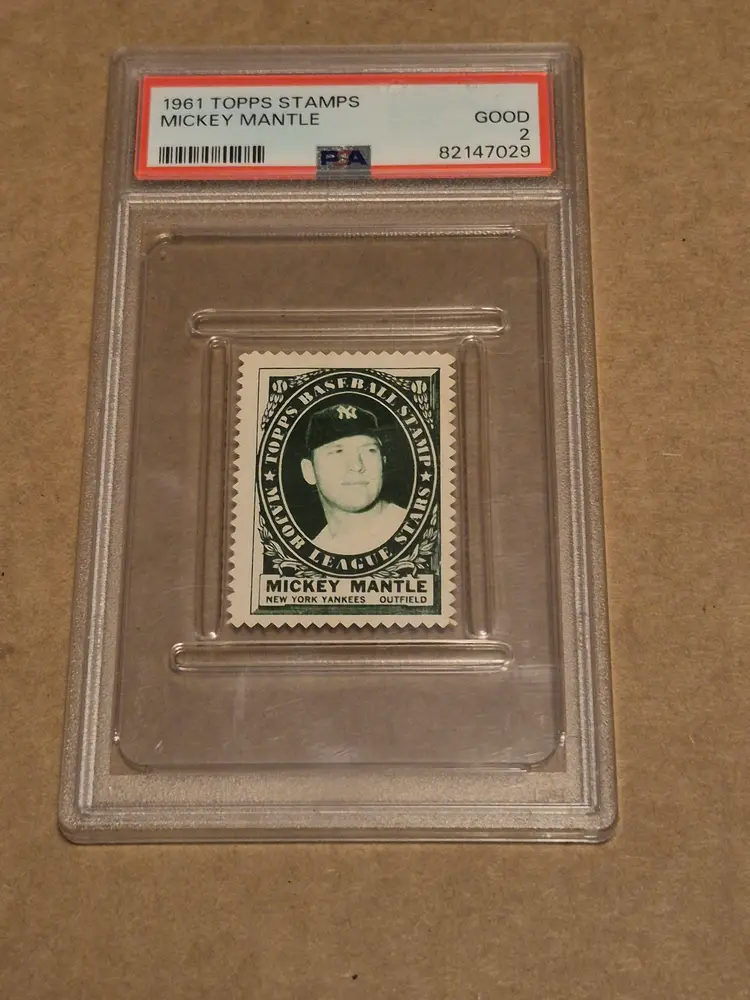 1961 TOPPS STAMPS
MICKEY MANTLE
GOOD
2
82147029
PSA
NY
TOPPS BASEBALL STAMP
MAJOR LEAGUE STARS
MICKEY MANTLE
NEW YORK YANKEES OUTFIELD